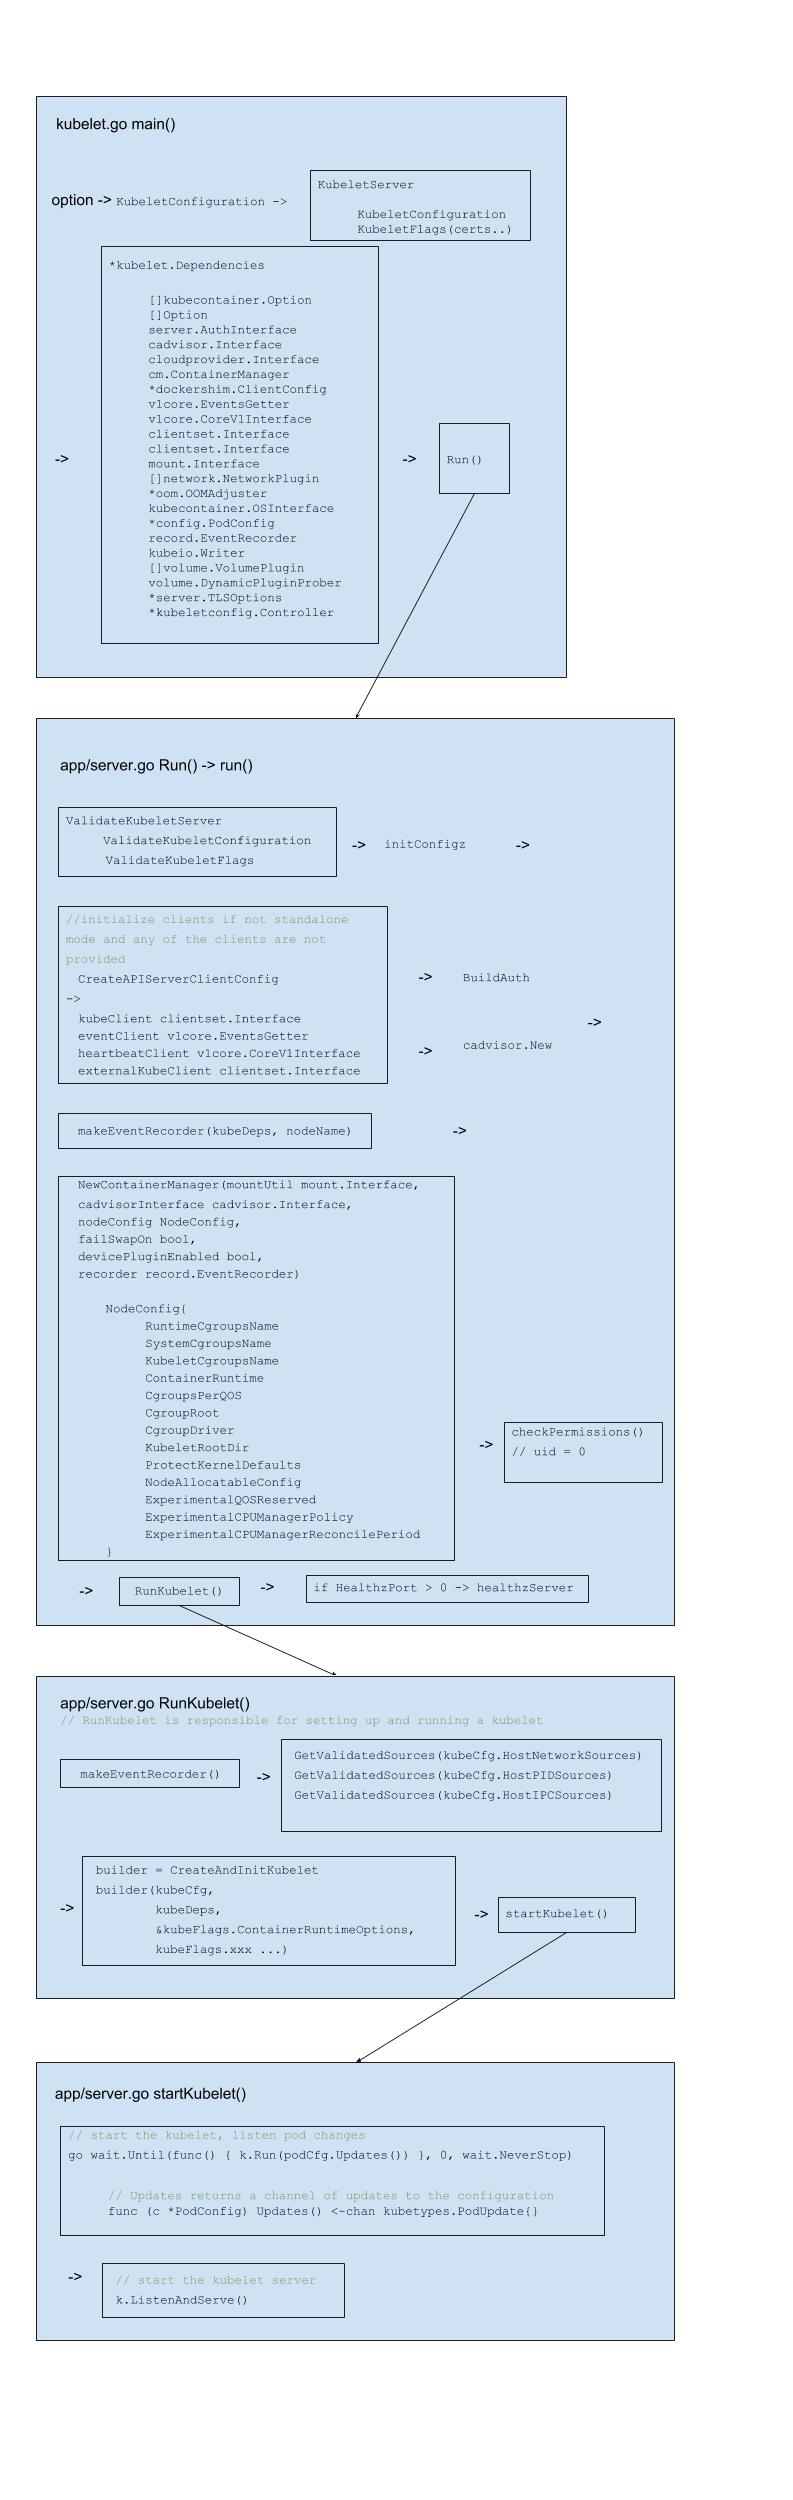 kubelet.go main()
option -> KubeletConfiguration ->
KubeletServer
KubeletConfiguration
KubeletFlags(certs..)
*kubelet.Dependencies
[]kubecontainer.Option
[]Option
server.AuthInterface
cadvisor.Interface
cloudprovider.Interface
cm.ContainerManager
*dockershim.ClientConfig
v1core.EventsGetter
v1core.CoreV1Interface
clientset.Interface
clientset.Interface
mount.Interface
[]network.NetworkPlugin
*oom.OOMAdjuster
kubecontainer.OSInterface
*config.PodConfig
record.EventRecorder
kubeio.Writer
[]volume.VolumePlugin
volume.DynamicPluginProber
*server.TLSOptions
*kubeletconfig.Controller
->
->
Run()
app/server.go Run() -> run()
ValidateKubeletServer
ValidateKubeletConfiguration
ValidateKubeletFlags
->
initConfigz
->
//initialize clients if not standalone
mode and any of the clients are not
provided
CreateAPIServerClientConfig
->
kubeClient clientset.Interface
eventClient v1core.EventsGetter
heartbeatClient v1core.CoreV1Interface
externalKubeClient clientset.Interface
->
BuildAuth
->
cadvisor.New
->
makeEventRecorder(kubeDeps, nodeName)
->
NewContainerManager(mountUtil mount.Interface,
cadvisorInterface cadvisor.Interface,
nodeConfig NodeConfig,
failSwapOn bool,
devicePluginEnabled bool,
recorder record.EventRecorder)
NodeConfig{
RuntimeCgroupsName
SystemCgroupsName
KubeletCgroupsName
ContainerRuntime
CgroupsPerQOS
CgroupRoot
CgroupDriver
KubeletRootDir
ProtectKernelDefaults
NodeAllocatableConfig
ExperimentalQOSReserved
ExperimentalCPUManagerPolicy
ExperimentalCPUManagerReconcilePeriod
}
->
checkPermissions()
// uid = 0
->
RunKubelet()
->
if HealthzPort > 0 -> healthzServer
app/server.go RunKubelet()
// RunKubelet is responsible for setting up and running a kubelet
makeEventRecorder()
->
GetValidatedSources(kubeCfg.HostNetworkSources)
GetValidatedSources(kubeCfg.HostPIDSources)
GetValidatedSources(kubeCfg.HostIPCSources)
->
builder = CreateAndInitKubelet
builder(kubeCfg,
kubeDeps,
&kubeFlags.ContainerRuntimeOptions,
kubeFlags.xxx ...)
->
startKubelet()
app/server.go startKubelet()
// start the kubelet, listen pod changes
go wait.Until(func() { k.Run(podCfg.Updates()) }, 0, wait.NeverStop)
// Updates returns a channel of updates to the configuration
func (c *PodConfig) Updates() <-chan kubetypes.PodUpdate{}
->
// start the kubelet server
k.ListenAndServe()